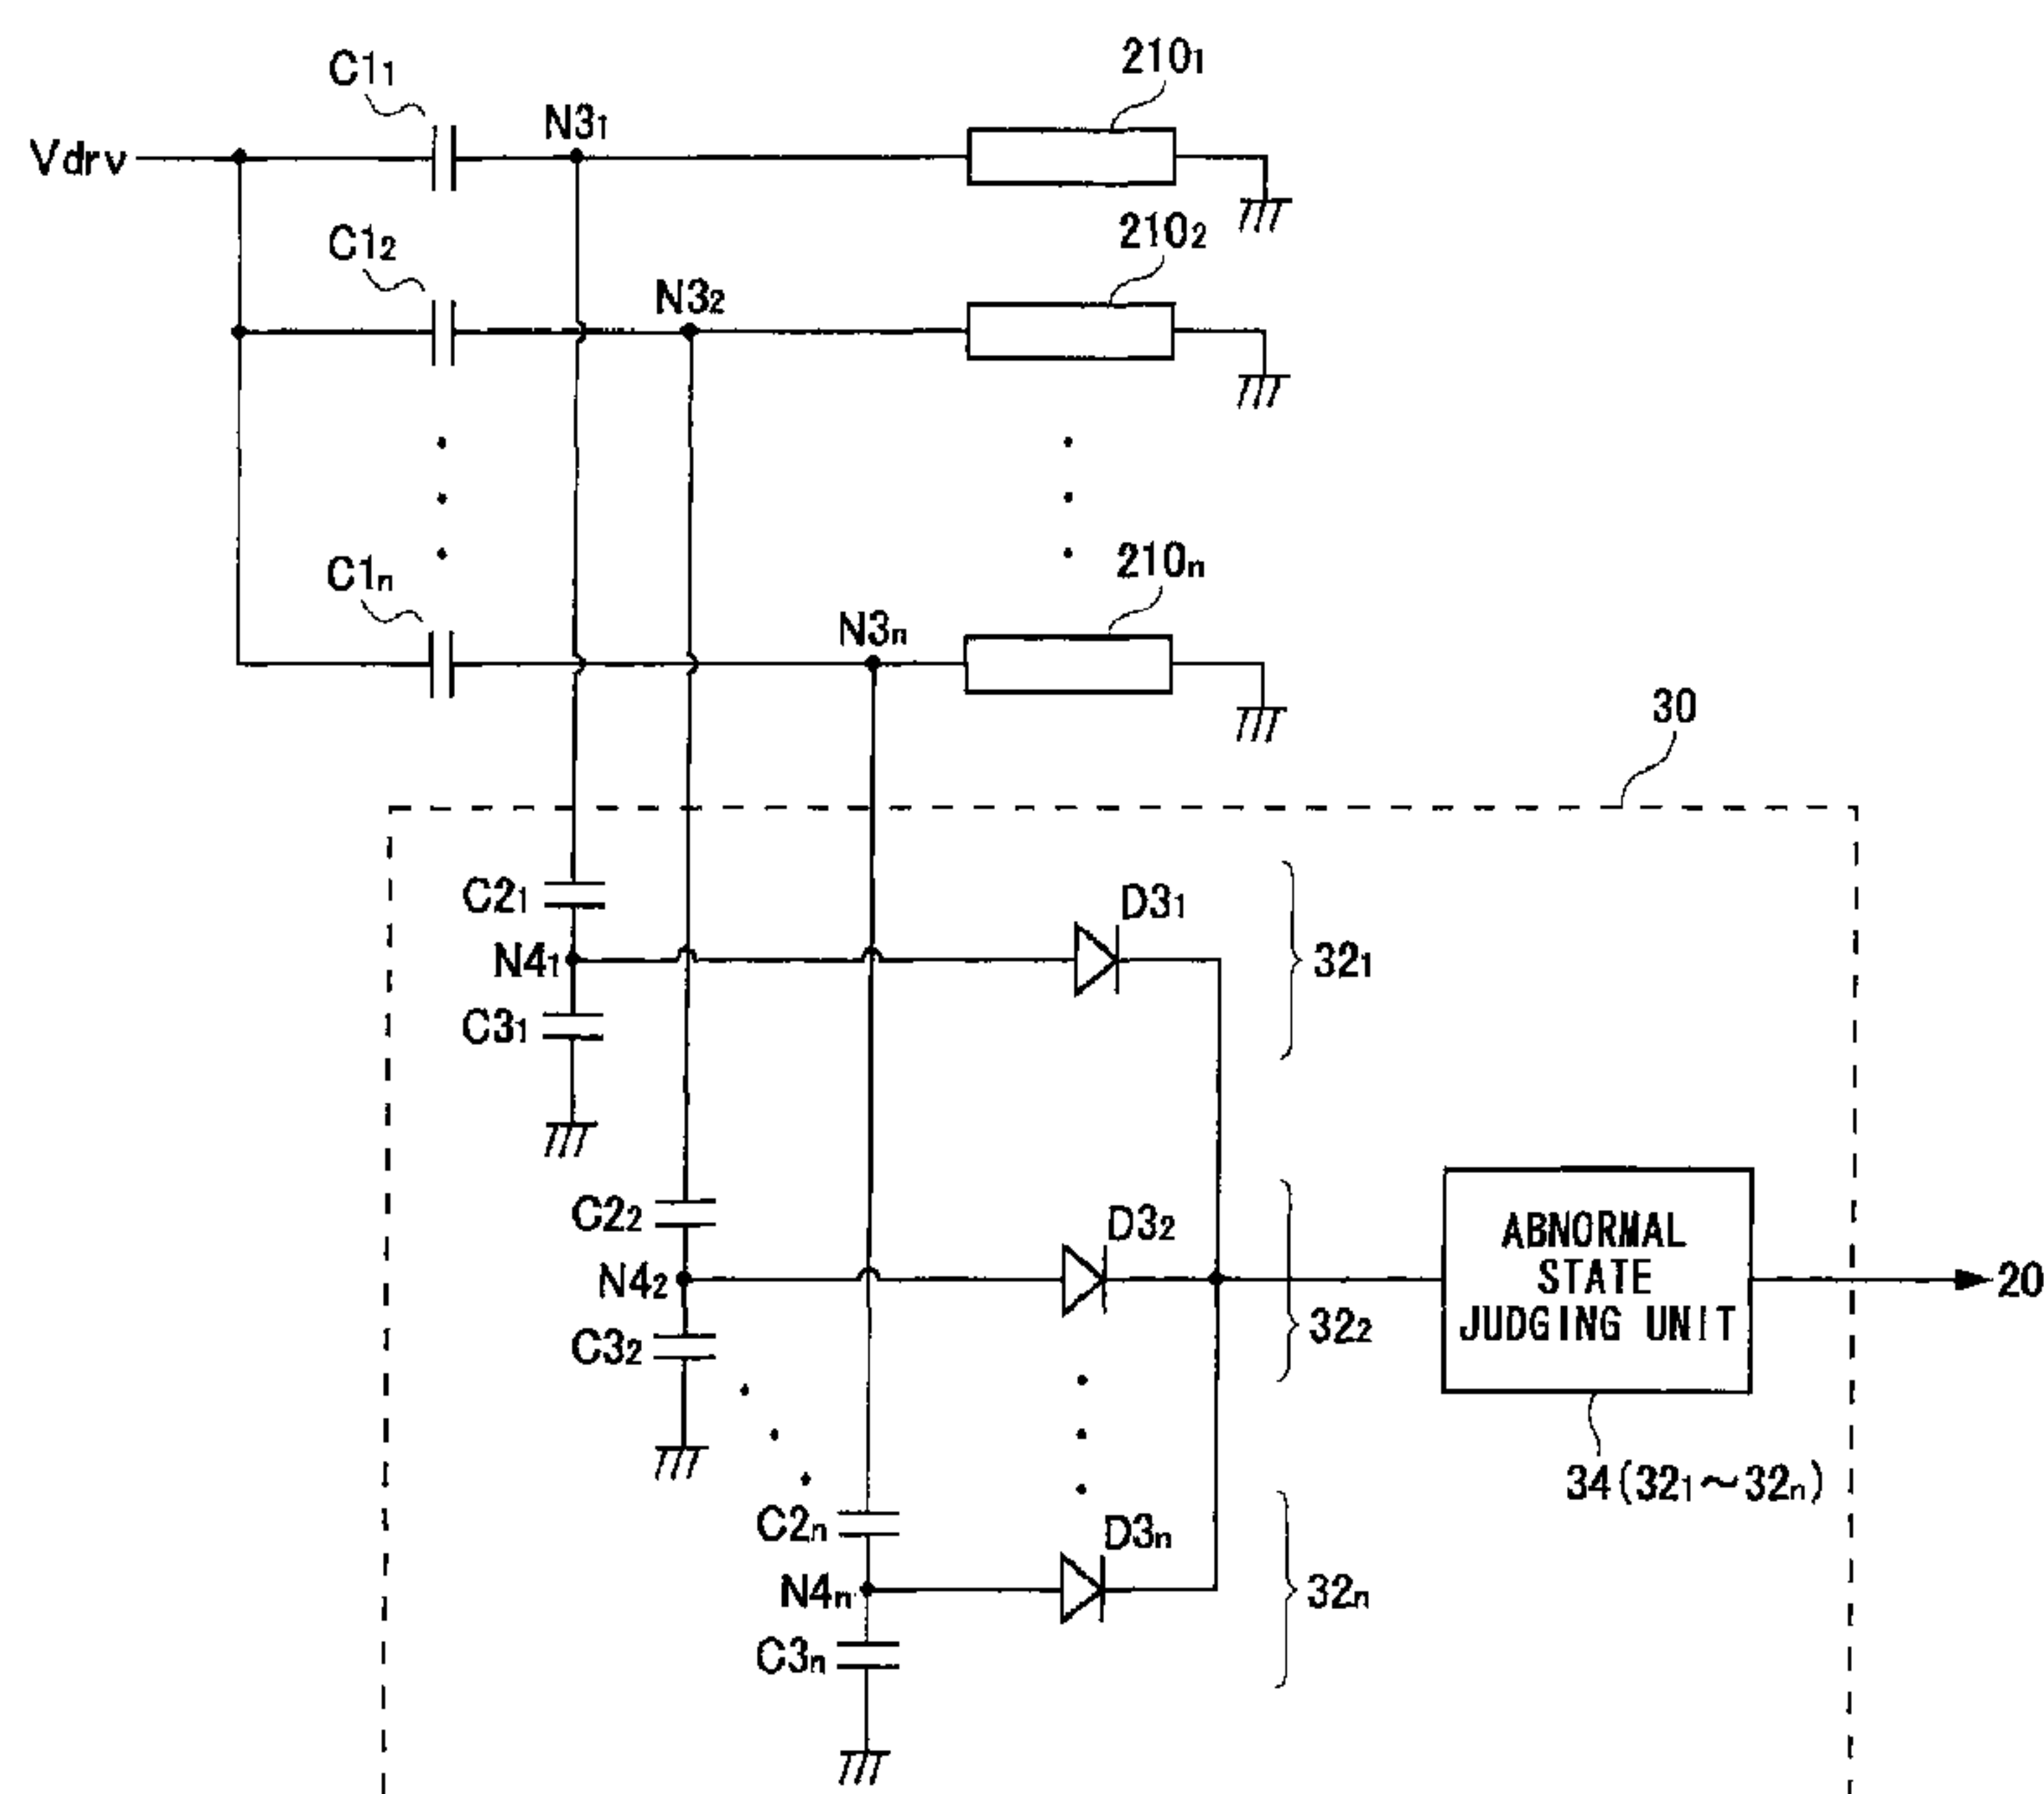 C1₁
210₁
N3₁
Vdrv
C1₂
210₂
N3₂
C1ₙ
210ₙ
N3ₙ
30
C2₁
D3₁
N4₁
32₁
C3₁
C2₂
D3₂
ABNORMAL
STATE
JUDGING UNIT
N4₂
20
32₂
C3₂
34(32₁~32ₙ)
C2ₙ
D3ₙ
N4ₙ
32ₙ
C3ₙ